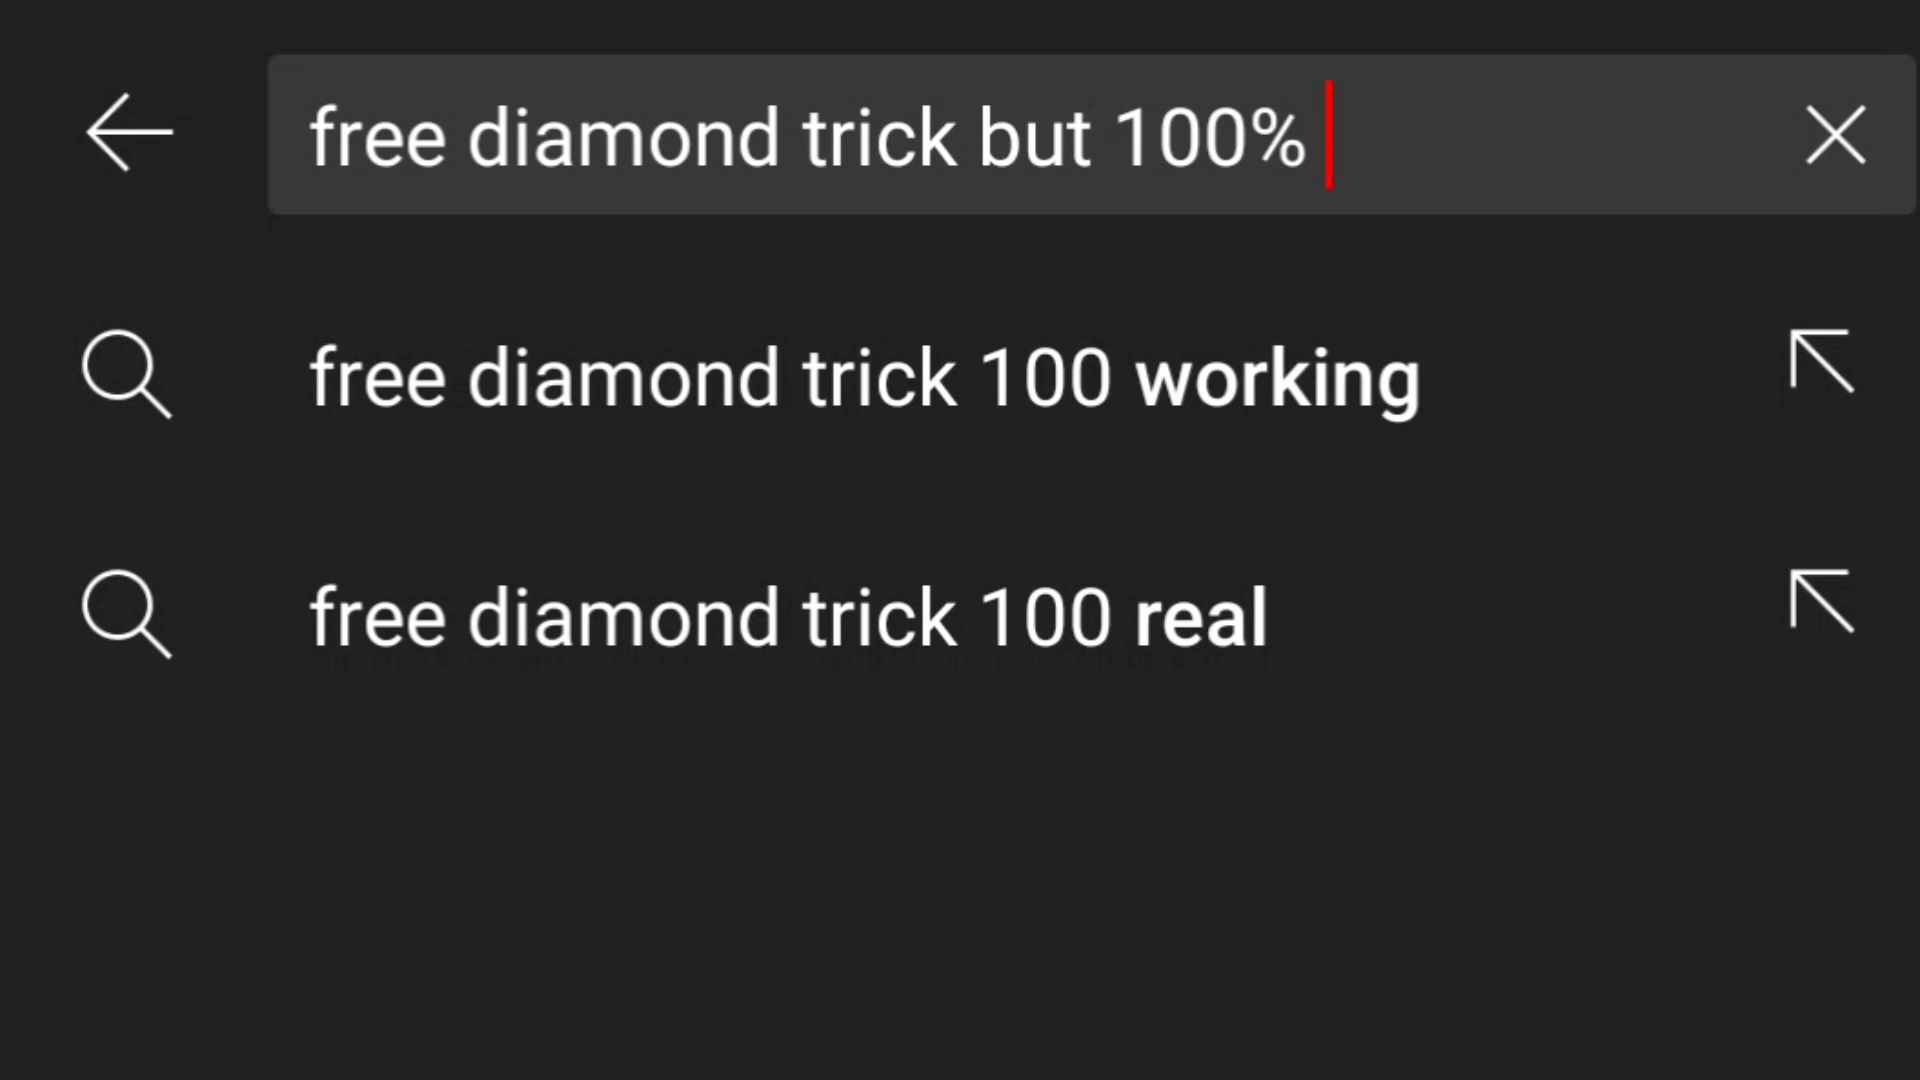 free diamond trick but 100%
free diamond trick 100 working
free diamond trick 100 real